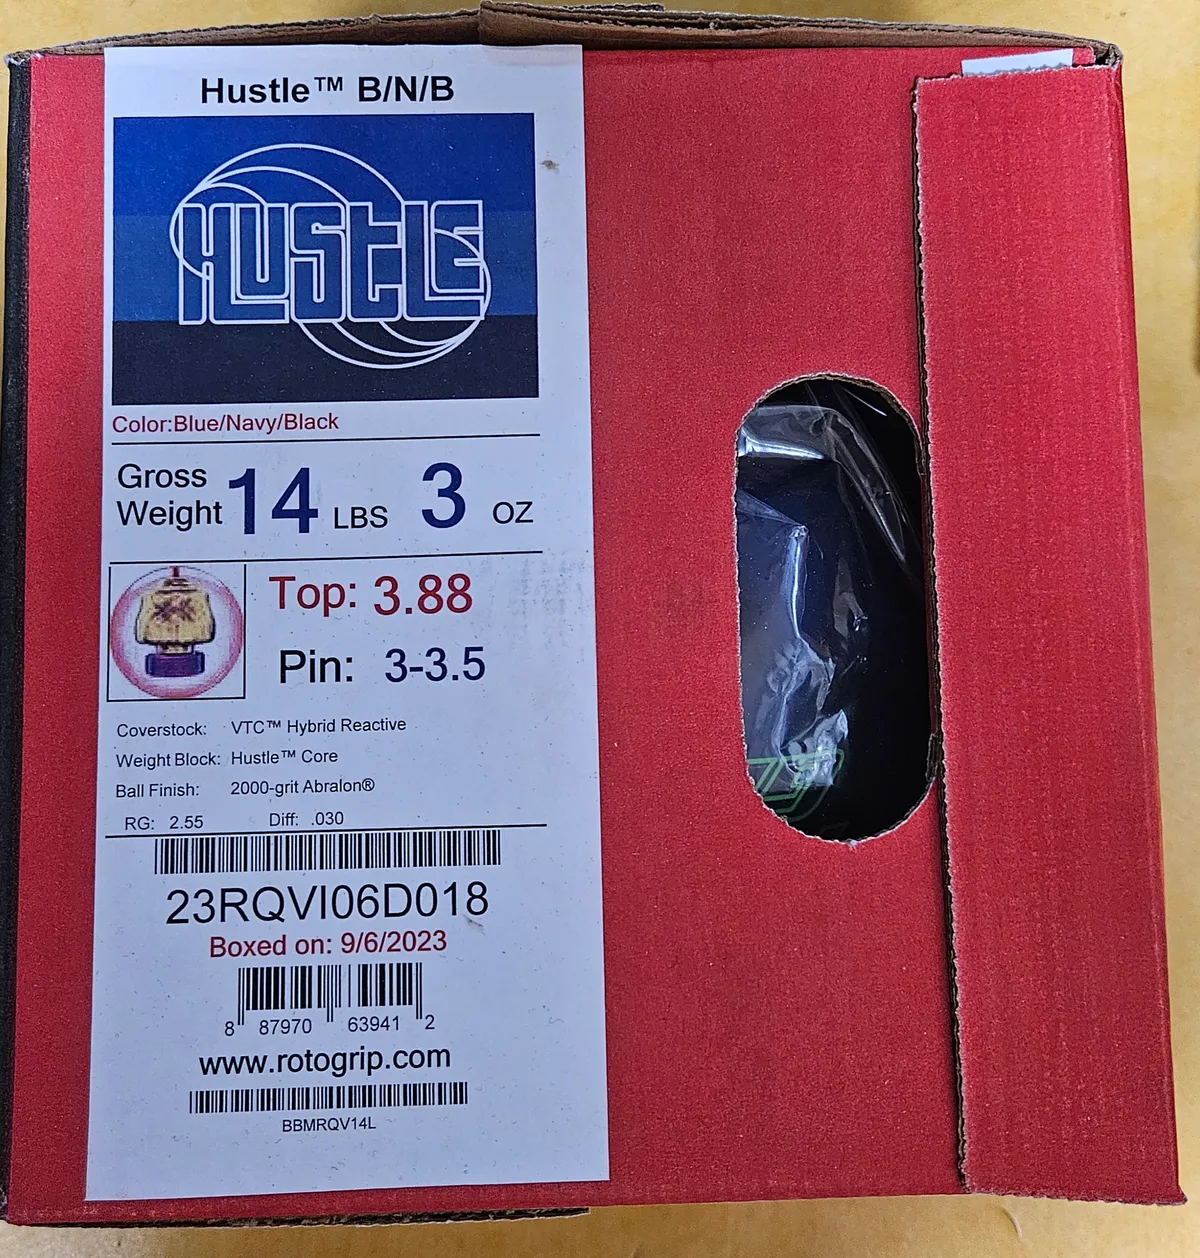 Hustle™ B/N/B
HUSTLE
Color:Blue/Navy/Black
Gross Weight 14 LBS 3 OZ
Top: 3.88
Pin: 3-3.5
Coverstock: VTC™ Hybrid Reactive
Weight Block: Hustle™ Core
Ball Finish: 2000-grit Abralon®
RG: 2.55 Diff: .030
23RQVI06D018
Boxed on: 9/6/2023
8 87970 63941 2
www.rotogrip.com
BBMRQV14L